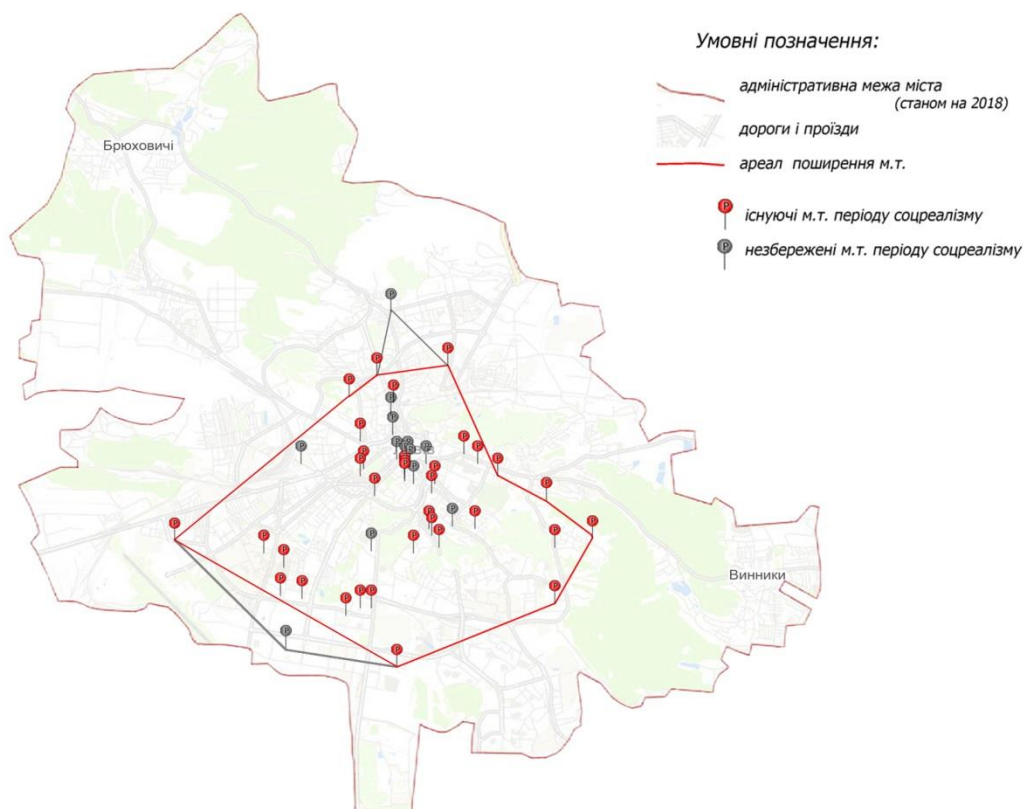 Умовні позначення:
адміністративна межа міста
(станом на 2018)
дороги і проїзди
ареал поширення м.т.
існуючі м.т. періоду соцреалізму
незбережені м.т. періоду соцреалізму
Брюховичі
Винники